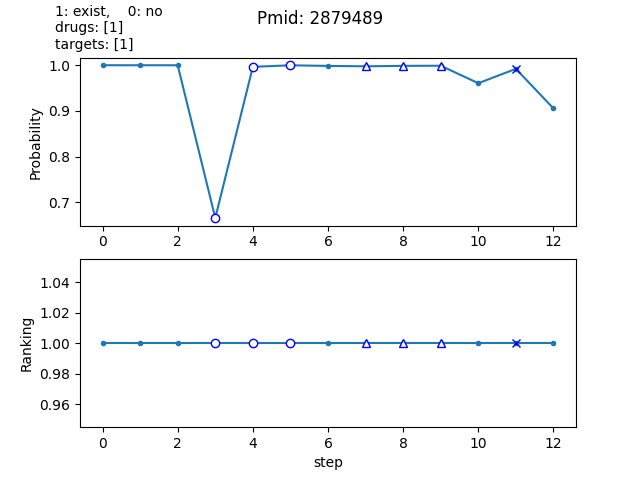 1: exist,    0: no
drugs: [1]
targets: [1]
Pmid: 2879489
Probability
1.0
0.9
0.8
0.7
0 2 4 6 8 10 12
Ranking
1.04
1.02
1.00
0.98
0.96
0 2 4 6 8 10 12
step